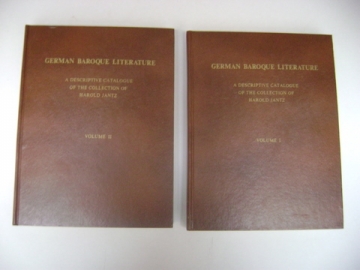 GERMAN BAROQUE LITERATURE
A DESCRIPTIVE CATALOGUE
OF THE COLLECTION OF
HAROLD JANTZ
VOLUME II
GERMAN BAROQUE LITERATURE
A DESCRIPTIVE CATALOGUE
OF THE COLLECTION OF
HAROLD JANTZ
VOLUME I